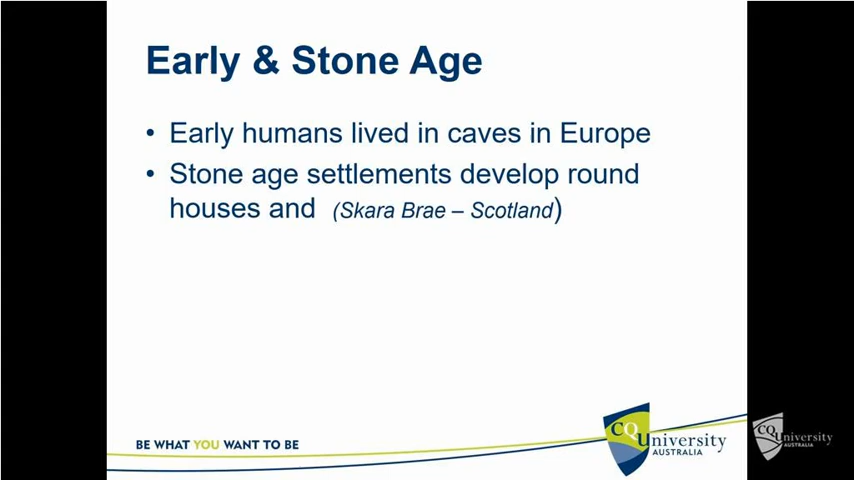 Early & Stone Age
• Early humans lived in caves in Europe
• Stone age settlements develop round
houses and (Skara Brae – Scotland)
BE WHAT YOU WANT TO BE
CQUniversity
AUSTRALIA
CQUniversity
AUSTRALIA